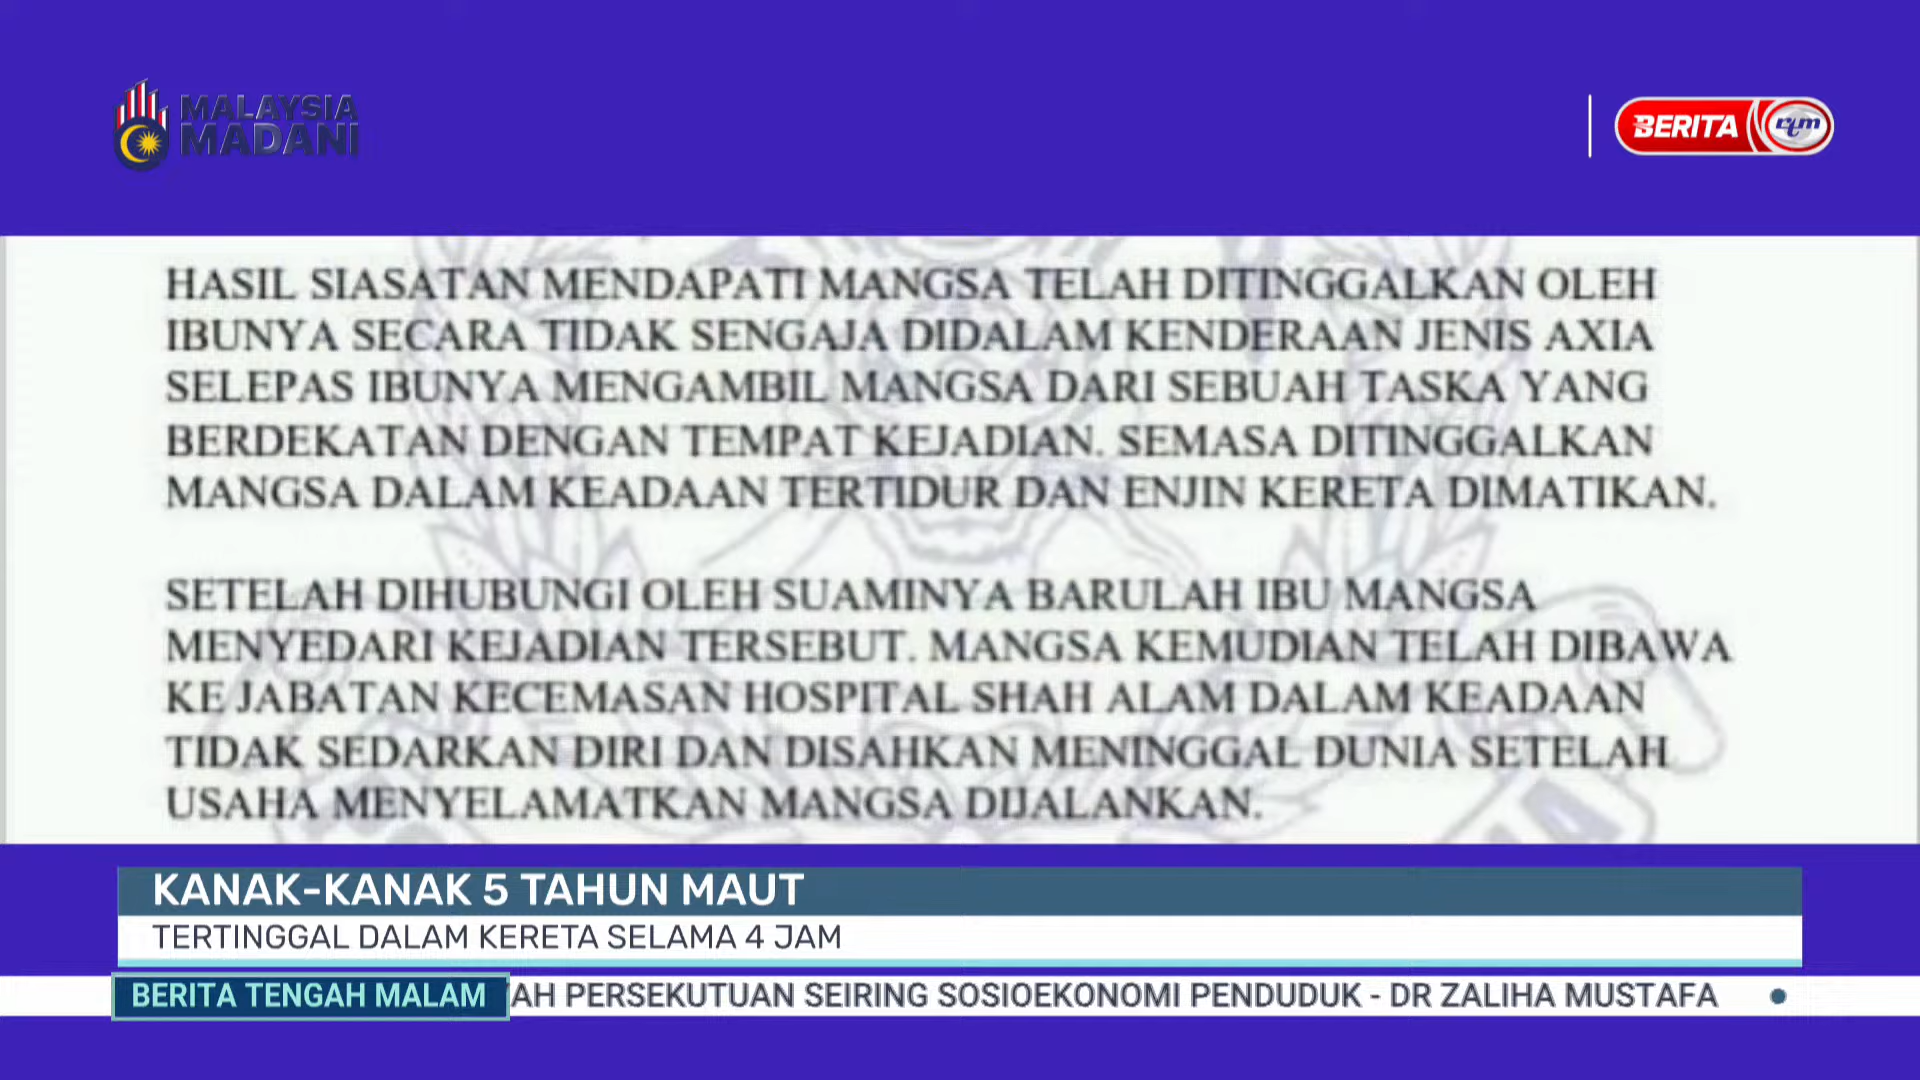 MALAYSIA
MADANI
BERITA rtm
HASIL SIASATAN MENDAPATI MANGSA TELAH DITINGGALKAN OLEH
IBUNYA SECARA TIDAK SENGAJA DIDALAM KENDERAAN JENIS AXIA
SELEPAS IBUNYA MENGAMBIL MANGSA DARI SEBUAH TASKA YANG
BERDEKATAN DENGAN TEMPAT KEJADIAN. SEMASA DITINGGALKAN
MANGSA DALAM KEADAAN TERTIDUR DAN ENJIN KERETA DIMATIKAN.
SETELAH DIHUBUNGI OLEH SUAMINYA BARULAH IBU MANGSA
MENYEDARI KEJADIAN TERSEBUT. MANGSA KEMUDIAN TELAH DIBAWA
KE JABATAN KECEMASAN HOSPITAL SHAH ALAM DALAM KEADAAN
TIDAK SEDARKAN DIRI DAN DISAHKAN MENINGGAL DUNIA SETELAH
USAHA MENYELAMATKAN MANGSA DIJALANKAN.
KANAK-KANAK 5 TAHUN MAUT
TERTINGGAL DALAM KERETA SELAMA 4 JAM
BERITA TENGAH MALAM AH PERSEKUTUAN SEIRING SOSIOEKONOMI PENDUDUK - DR ZALIHA MUSTAFA